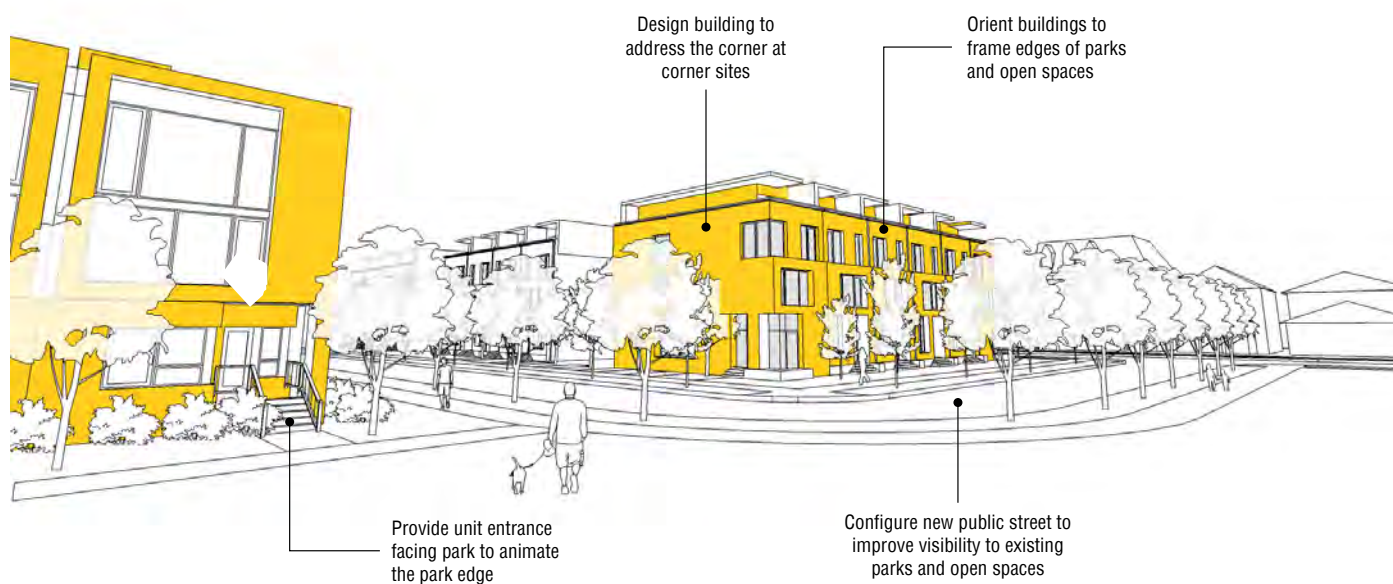 Design building to
address the corner at
corner sites
Orient buildings to
frame edges of parks
and open spaces
Provide unit entrance
facing park to animate
the park edge
Configure new public street to
improve visibility to existing
parks and open spaces